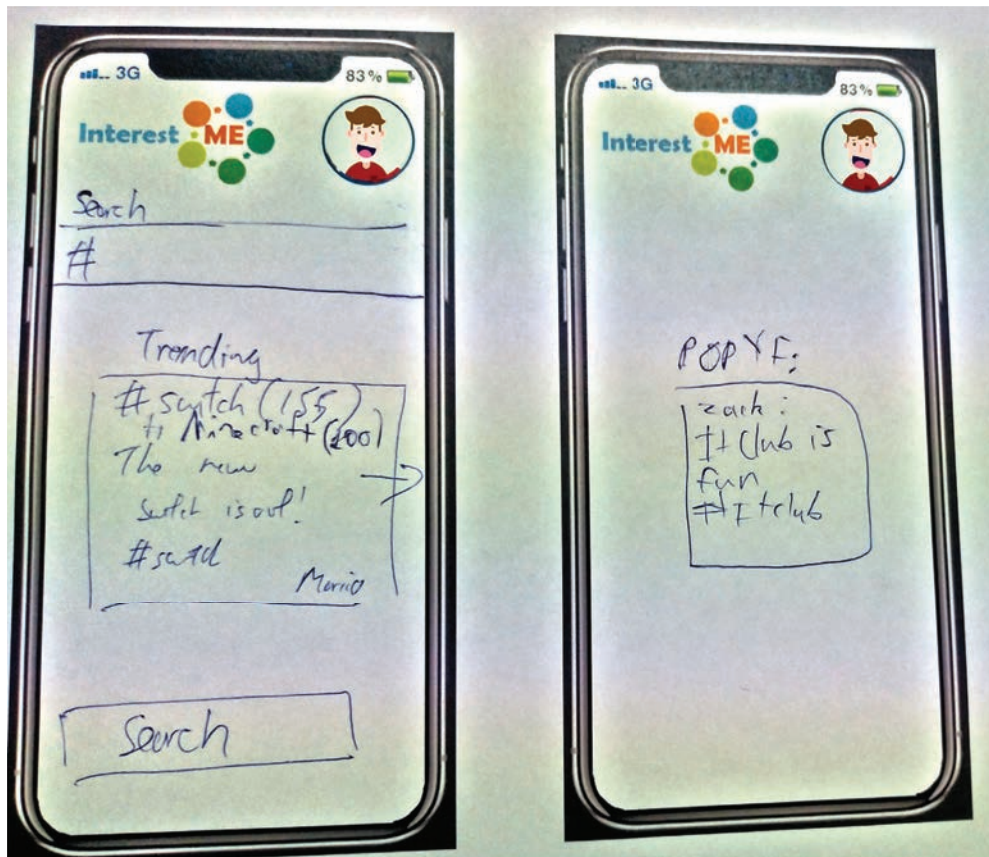 3G 83%
Interest ME
Search
#
Trending
#switch (155)
Minecraft (200)
The new
Switch is out!
#switch
Mario
Search
3G 83%
Interest ME
POPYF:
zach:
It Club is
fun
#Itclub